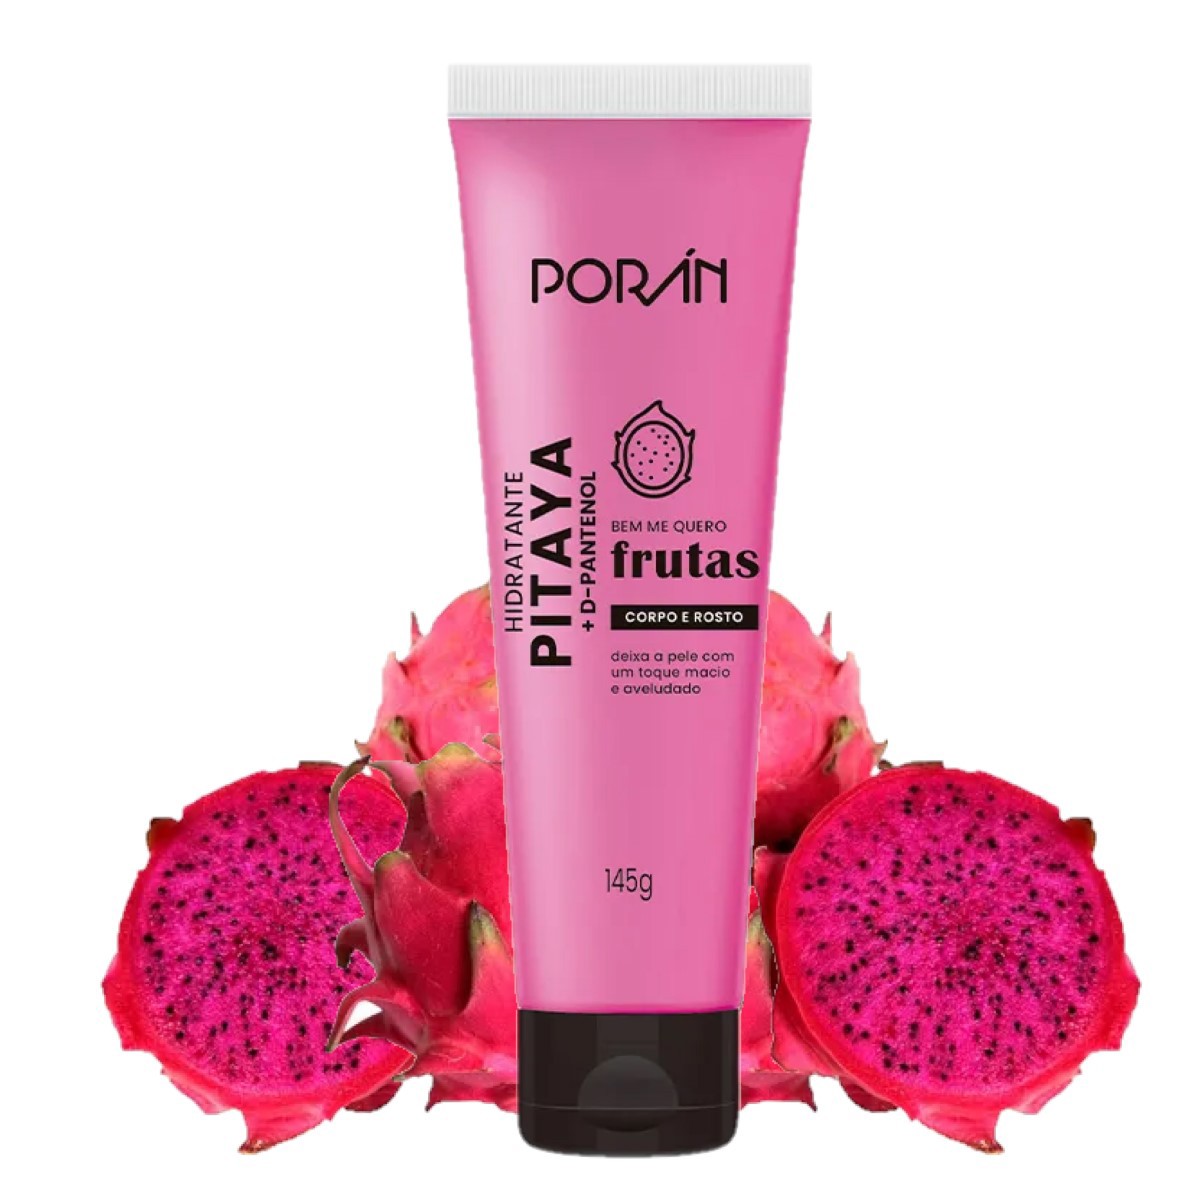 PORÁN
HIDRATANTE
PITAYA
+ D-PANTENOL
BEM ME QUERO
frutas
CORPO E ROSTO
deixa a pele com
um toque macio
e aveludado
145g